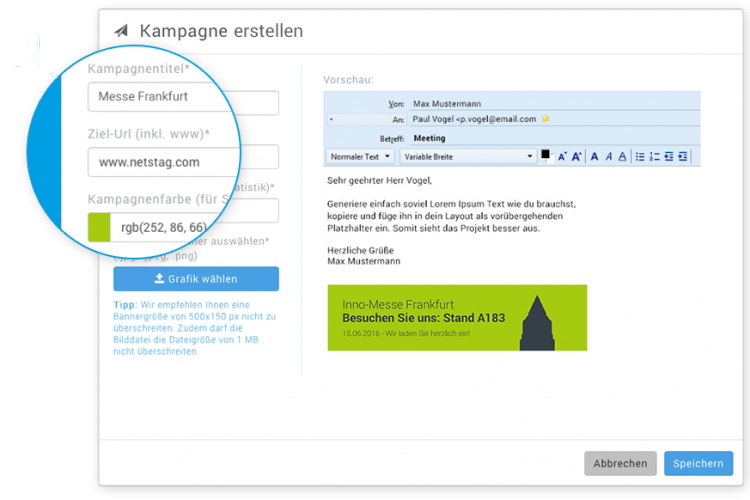 Kampagne erstellen
Kampagnentitel*
Messe Frankfurt
Ziel-Url (inkl. www)*
www.netstag.com
Kampagnenfarbe (für S
atistik)*
rgb(252, 86, 66)
auswählen*
.png)
Grafik wählen
Tipp: Wir empfehlen Ihnen eine
Bannergröße von 500x150 px nicht zu
überschreiten. Zudem darf die
Bilddatei die Dateigröße von 1 MB
nicht überschreiten.
Vorschau:
Von: Max Mustermann
An: Paul Vogel <p.vogel@email.com
Betreff: Meeting
Normaler Text Variable Breite A A A A A
Sehr geehrter Herr Vogel,
Generiere einfach soviel Lorem Ipsum Text wie du brauchst,
kopiere und füge ihn in dein Layout als vorübergehenden
Platzhalter ein. Somit sieht das Projekt besser aus.
Herzliche Grüße
Max Mustermann
Inno-Messe Frankfurt
Besuchen Sie uns: Stand A183
15.06.2016 - Wir laden Sie herzlich ein!
Abbrechen
Speichern